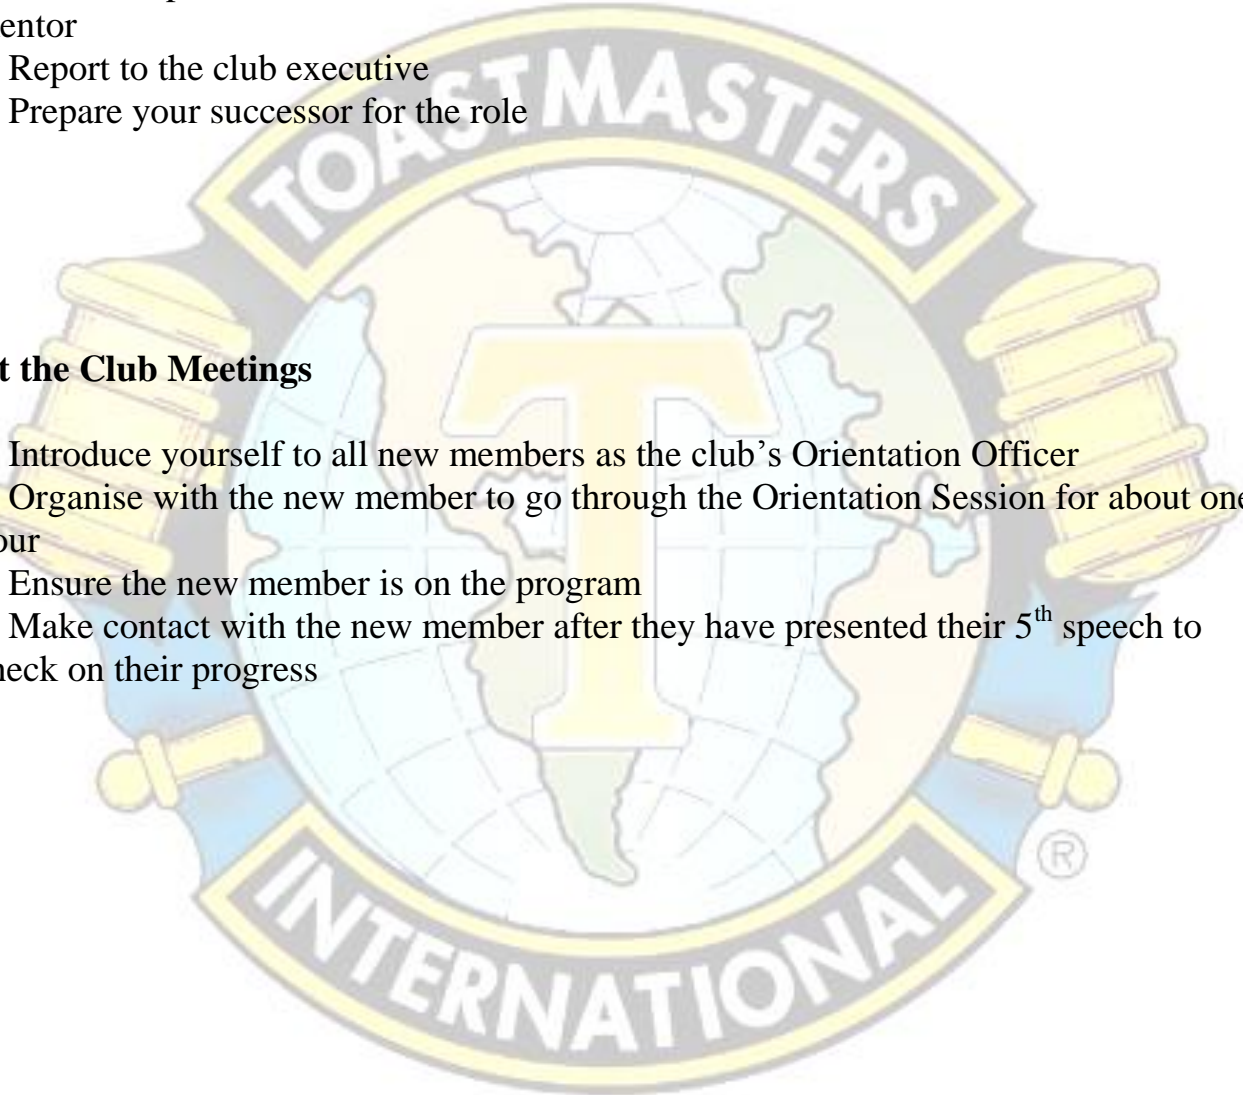 entor
Report to the club executive
Prepare your successor for the role
TOASTMASTERS
t the Club Meetings
Introduce yourself to all new members as the club’s Orientation Officer
Organise with the new member to go through the Orientation Session for about one
our
Ensure the new member is on the program
Make contact with the new member after they have presented their 5th speech to
heck on their progress
T
®
INTERNATIONAL